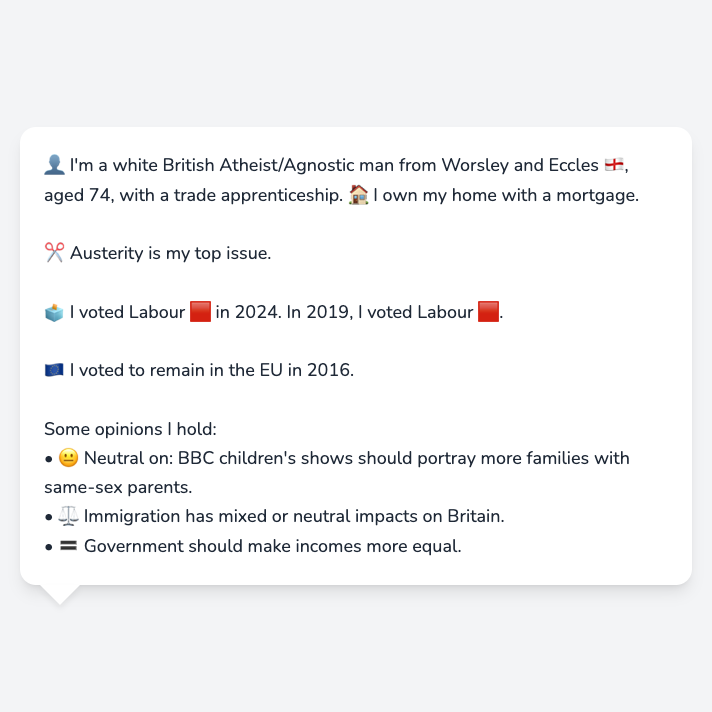 👤 I'm a white British Atheist/Agnostic man from Worsley and Eccles 🏴󠁧󠁢󠁥󠁮󠁧󠁿,
aged 74, with a trade apprenticeship. 🏠 I own my home with a mortgage.
✂️ Austerity is my top issue.
🗳️ I voted Labour 🟥 in 2024. In 2019, I voted Labour 🟥.
🇪🇺 I voted to remain in the EU in 2016.
Some opinions I hold:
• 😐 Neutral on: BBC children's shows should portray more families with
same-sex parents.
• ⚖️ Immigration has mixed or neutral impacts on Britain.
• 🟰 Government should make incomes more equal.